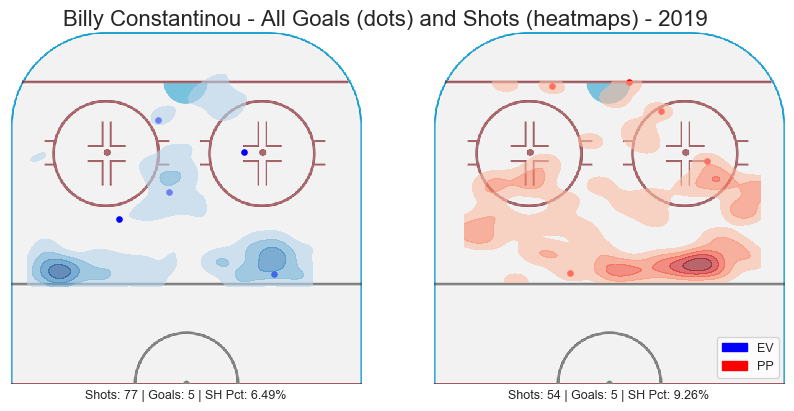 Billy Constantinou - All Goals (dots) and Shots (heatmaps) - 2019
EV
PP
Shots: 77 | Goals: 5 | SH Pct: 6.49%
Shots: 54 | Goals: 5 | SH Pct: 9.26%